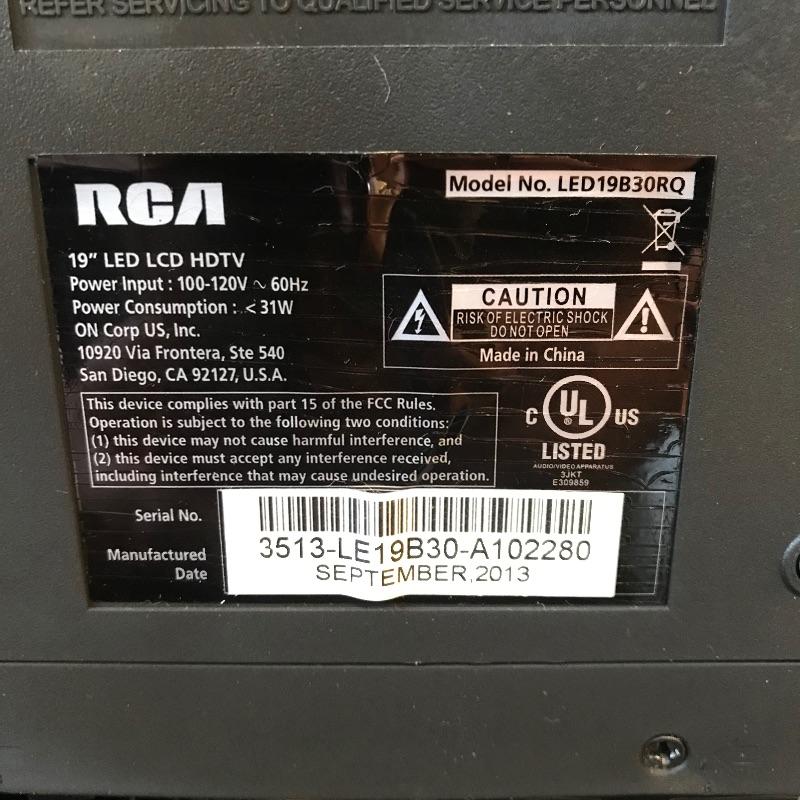 REFER SERVICING TO QUALIFIED SERVICE PERSONNEL
RCA
Model No. LED19B30RQ
19" LED LCD HDTV
Power Input : 100-120V ~ 60Hz
Power Consumption : <31W
ON Corp US, Inc.
10920 Via Frontera, Ste 540
San Diego, CA 92127, U.S.A.
CAUTION
RISK OF ELECTRIC SHOCK
DO NOT OPEN
Made in China
This device complies with part 15 of the FCC Rules.
Operation is subject to the following two conditions:
(1) this device may not cause harmful interference, and
(2) this device must accept any interference received,
including interference that may cause undesired operation.
C UL US
®
LISTED
AUDIO/VIDEO APPARATUS
3JKT
E309859
Serial No.
3513-LE19B30-A102280
Manufactured
Date
SEPTEMBER,2013